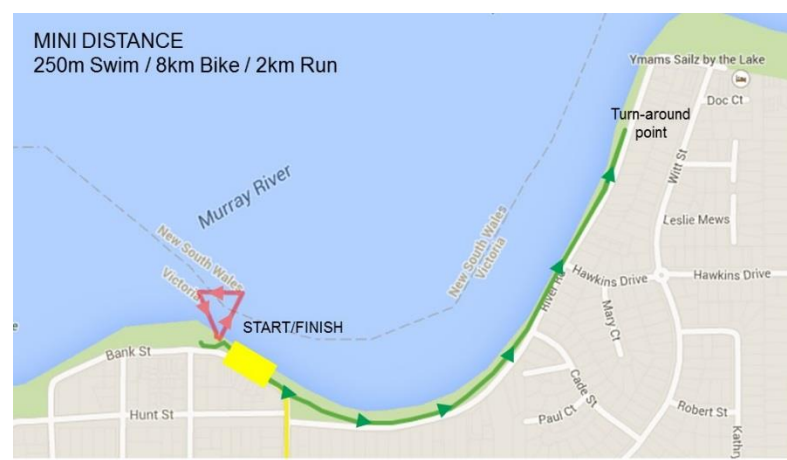 MINI DISTANCE
250m Swim / 8km Bike / 2km Run
Ymams Sailz by the Lake
Doc Ct
Turn-around
point
Witt St
Murray River
Leslie Mews
New South Wales
Victoria
New South Wales
Victoria
Hawkins Drive
Hawkins Drive
River Rd
Mary Ct
START/FINISH
Bank St
Cade St
Hunt St
Paul Ct
Robert St